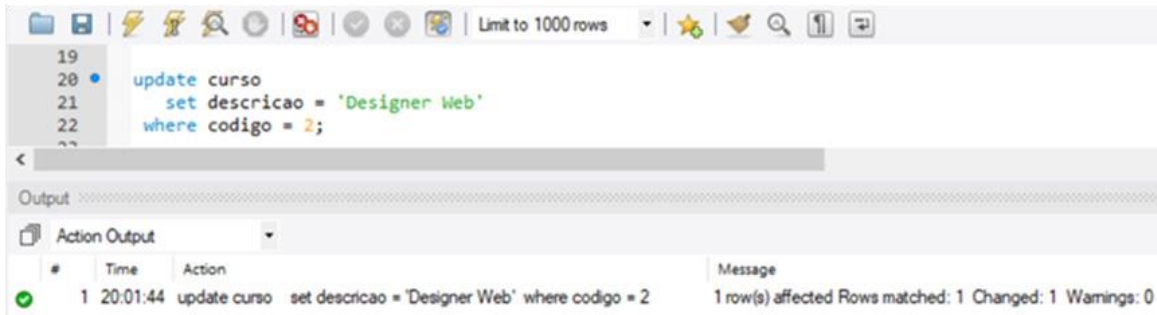 Limit to 1000 rows
19
20 update curso
21 set descricao = 'Designer Web'
22 where codigo = 2;
Output
Action Output
# Time Action Message
1 20:01:44 update curso set descricao = 'Designer Web' where codigo = 2 1 row(s) affected Rows matched: 1 Changed: 1 Warnings: 0